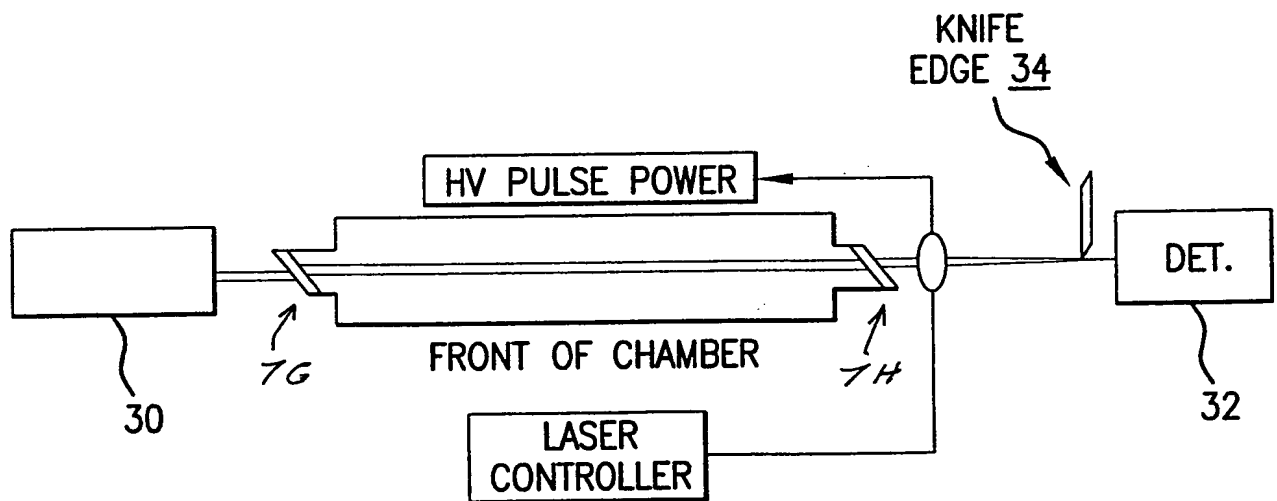 KNIFE
EDGE 34
HV PULSE POWER
DET.
7G
FRONT OF CHAMBER
7H
30
32
LASER
CONTROLLER